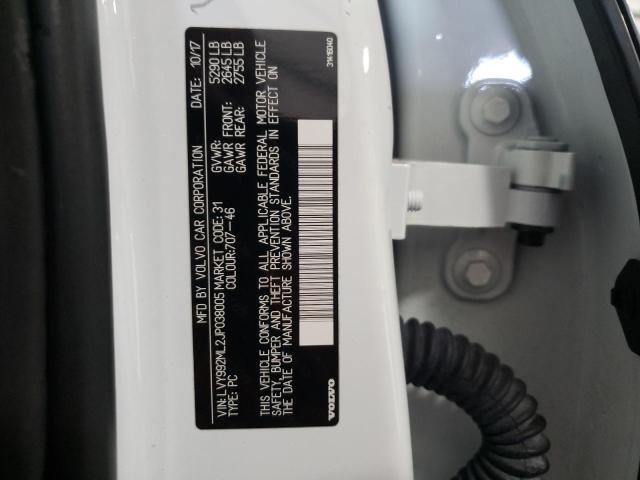 MFD BY VOLVO CAR CORPORATION DATE: 10/17
VIN: LVY992ML2JP038005 MARKET CODE: 31
TYPE: PC COLOUR:707-46
GVWR: 5290 LB
GAWR FRONT: 2645 LB
GAWR REAR: 2755 LB
THIS VEHICLE CONFORMS TO ALL APPLICABLE FEDERAL MOTOR VEHICLE
SAFETY, BUMPER AND THEFT PREVENTION STANDARDS IN EFFECT ON
THE DATE OF MANUFACTURE SHOWN ABOVE.
VOLVO
31416040